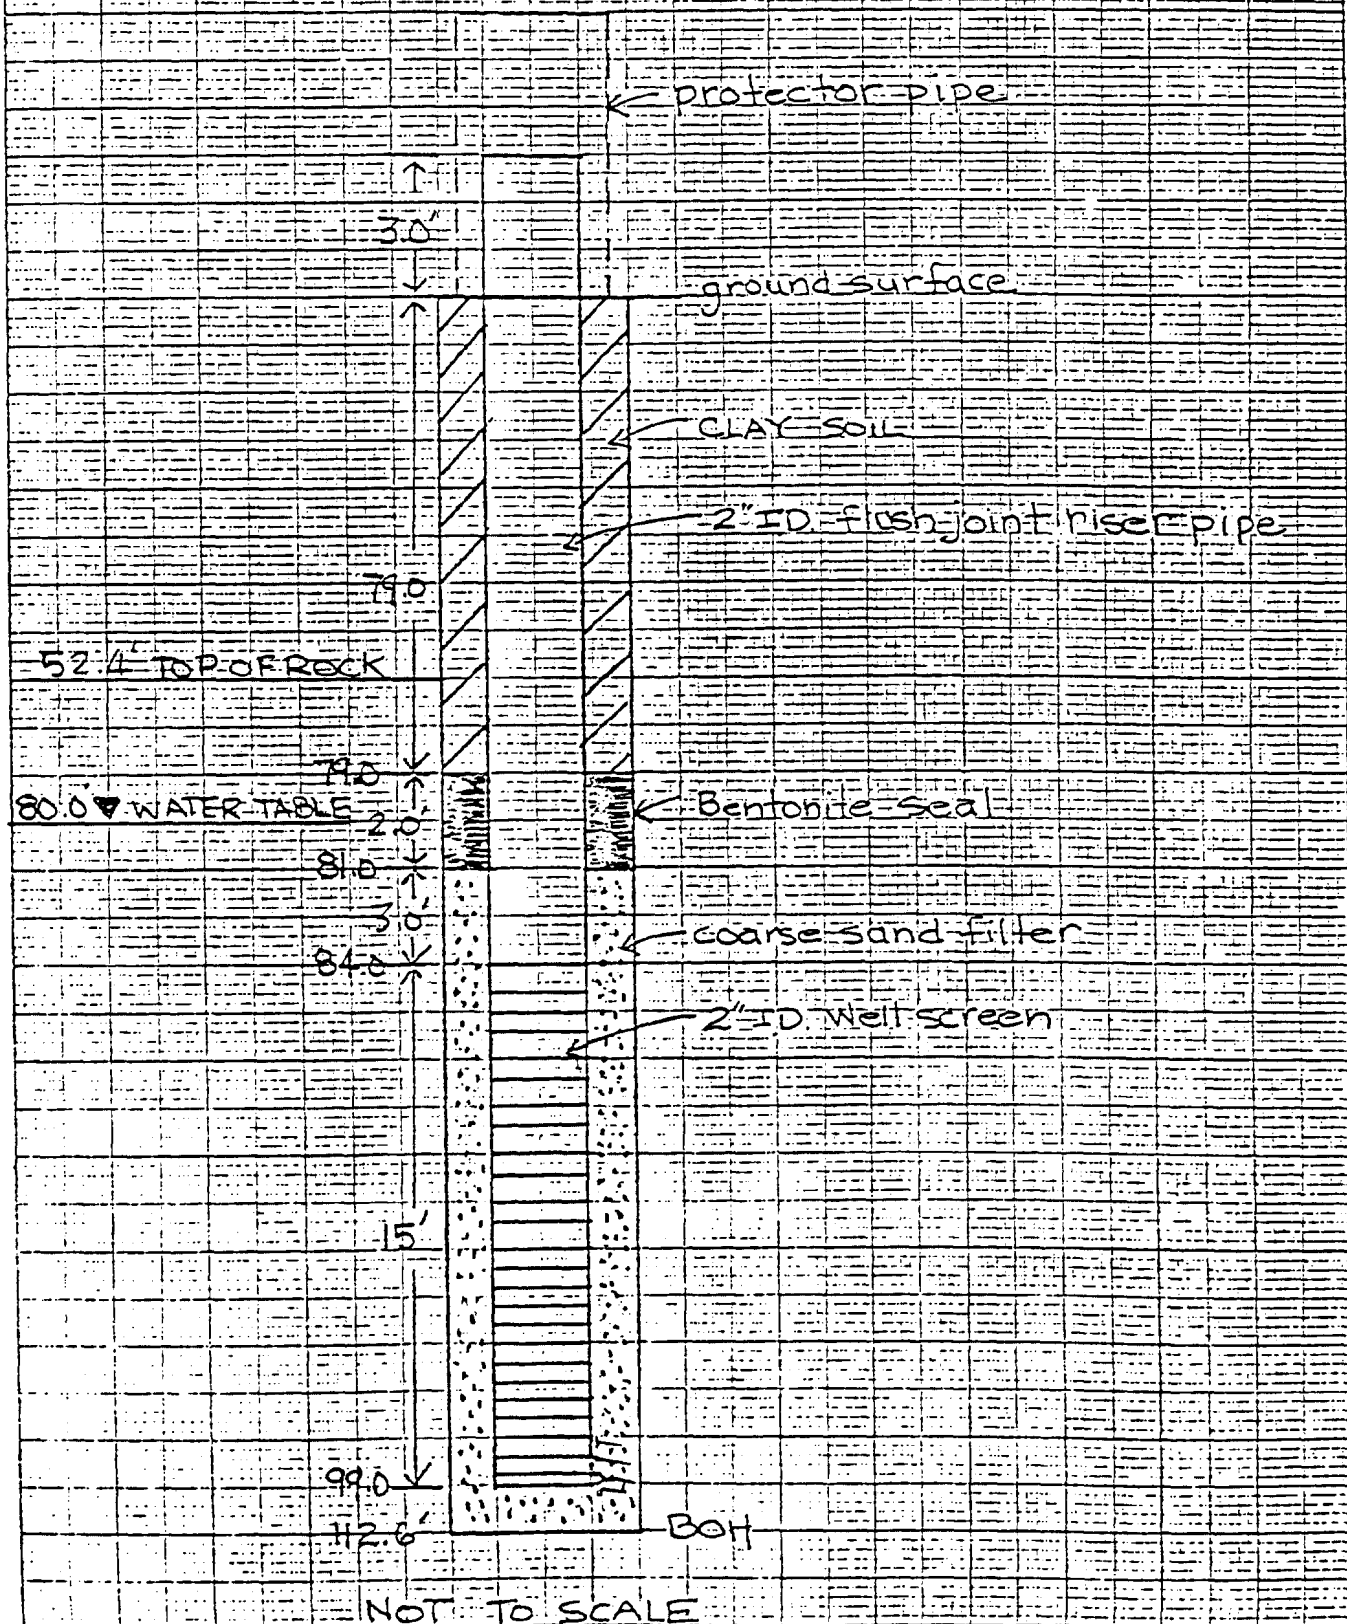 protector pipe
3.0'
ground surface
CLAY SOIL
2" ID flush joint riser pipe
79.0
52.4' TOP OF ROCK
79.0
80.0 WATER TABLE
2.0'
Bentonite seal
81.0
3.0'
coarse sand filter
84.0
2" ID Well screen
15'
99.0
112.6'
BOH
NOT TO SCALE